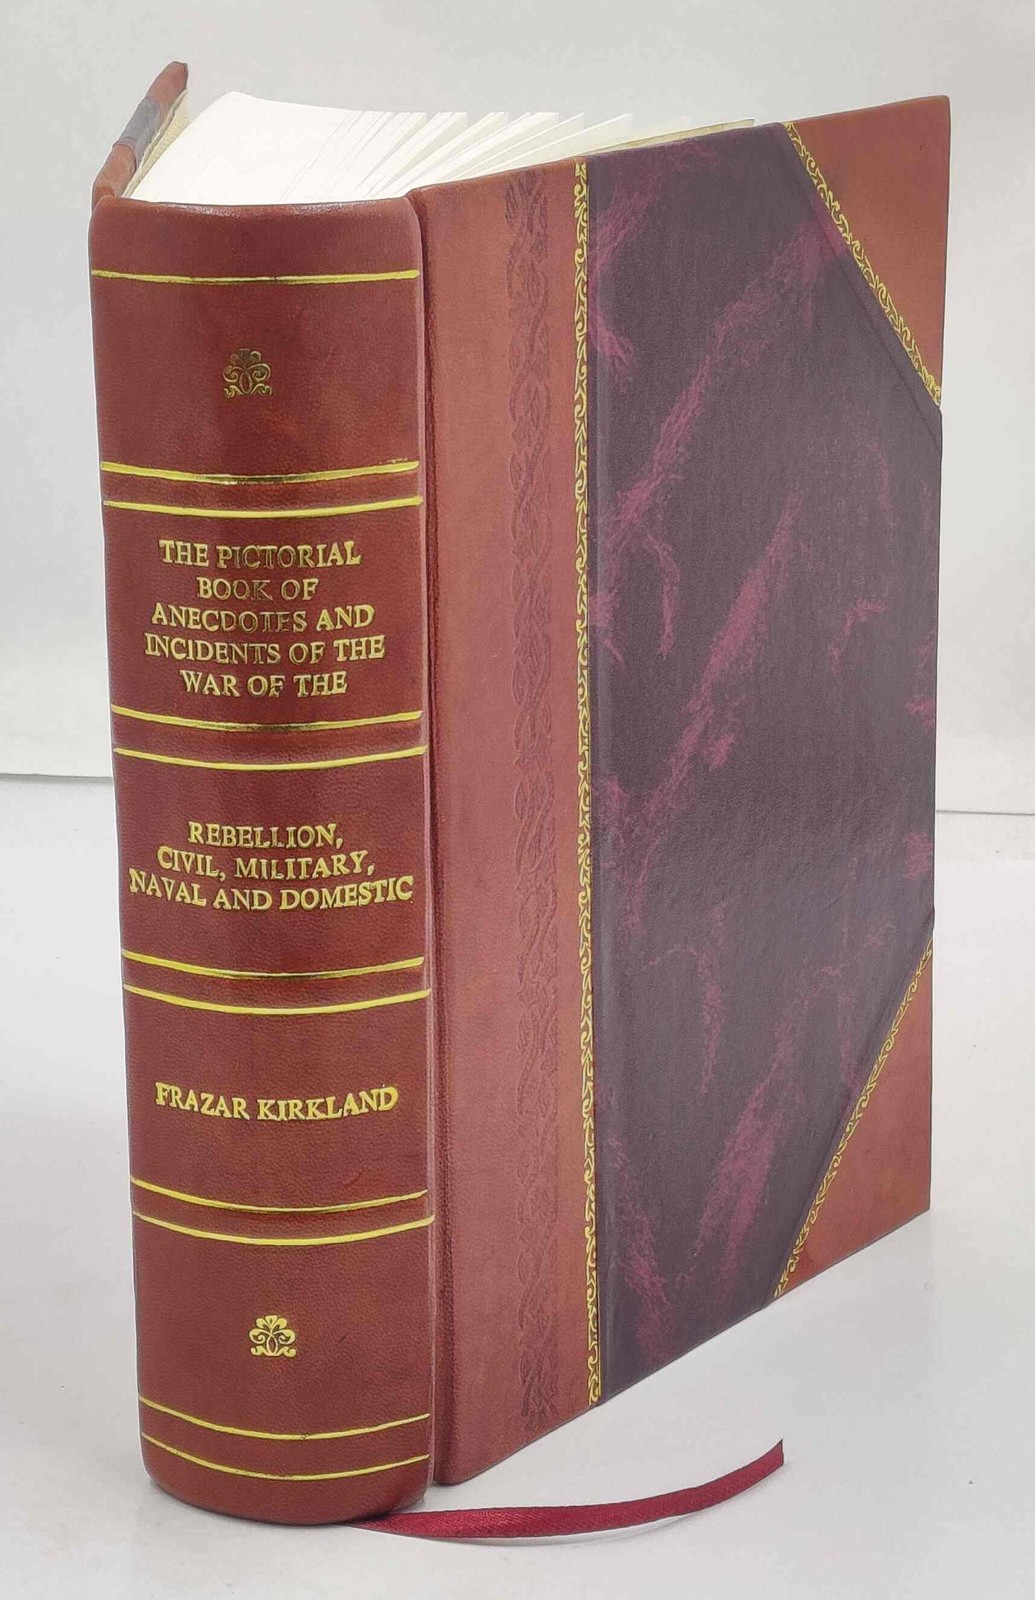 THE PICTORIAL
BOOK OF
ANECDOTES AND
INCIDENTS OF THE
WAR OF THE
REBELLION,
CIVIL, MILITARY,
NAVAL AND DOMESTIC
FRAZAR KIRKLAND